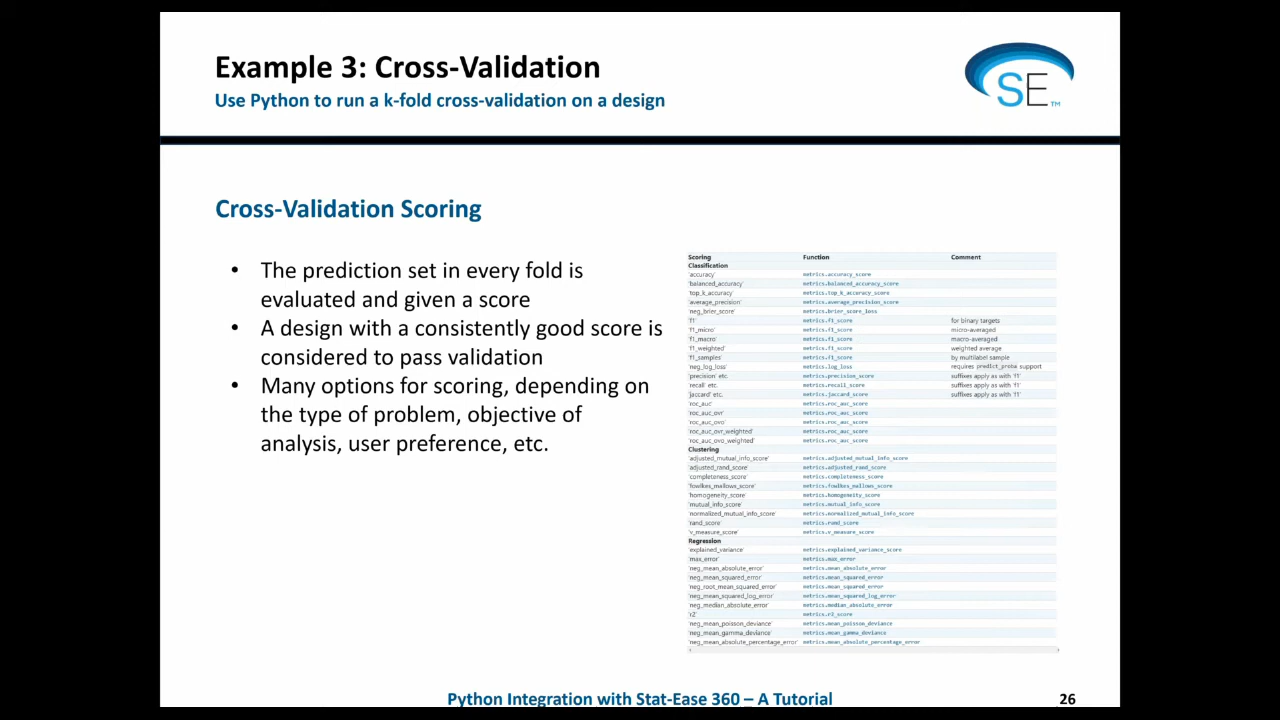 Example 3: Cross-Validation
Use Python to run a k-fold cross-validation on a design
SE™
Cross-Validation Scoring
• The prediction set in every fold is
evaluated and given a score
• A design with a consistently good score is
considered to pass validation
• Many options for scoring, depending on
the type of problem, objective of
analysis, user preference, etc.
Scoring Function Comment
Classification
'accuracy' metrics.accuracy_score
'balanced_accuracy' metrics.balanced_accuracy_score
'top_k_accuracy' metrics.top_k_accuracy_score
'average_precision' metrics.average_precision_score
'neg_brier_score' metrics.brier_score_loss
'f1' metrics.f1_score for binary targets
'f1_micro' metrics.f1_score micro-averaged
'f1_macro' metrics.f1_score macro-averaged
'f1_weighted' metrics.f1_score weighted average
'f1_samples' metrics.f1_score by multilabel sample
'neg_log_loss' metrics.log_loss requires predict_proba support
'precision' etc. metrics.precision_score suffixes apply as with 'f1'
'recall' etc. metrics.recall_score suffixes apply as with 'f1'
'jaccard' etc. metrics.jaccard_score suffixes apply as with 'f1'
'roc_auc' metrics.roc_auc_score
'roc_auc_ovr' metrics.roc_auc_score
'roc_auc_ovo' metrics.roc_auc_score
'roc_auc_ovr_weighted' metrics.roc_auc_score
'roc_auc_ovo_weighted' metrics.roc_auc_score
Clustering
'adjusted_mutual_info_score' metrics.adjusted_mutual_info_score
'adjusted_rand_score' metrics.adjusted_rand_score
'completeness_score' metrics.completeness_score
'fowlkes_mallows_score' metrics.fowlkes_mallows_score
'homogeneity_score' metrics.homogeneity_score
'mutual_info_score' metrics.mutual_info_score
'normalized_mutual_info_score' metrics.normalized_mutual_info_score
'rand_score' metrics.rand_score
'v_measure_score' metrics.v_measure_score
Regression
'explained_variance' metrics.explained_variance_score
'max_error' metrics.max_error
'neg_mean_absolute_error' metrics.mean_absolute_error
'neg_mean_squared_error' metrics.mean_squared_error
'neg_root_mean_squared_error' metrics.mean_squared_error
'neg_mean_squared_log_error' metrics.mean_squared_log_error
'neg_median_absolute_error' metrics.median_absolute_error
'r2' metrics.r2_score
'neg_mean_poisson_deviance' metrics.mean_poisson_deviance
'neg_mean_gamma_deviance' metrics.mean_gamma_deviance
'neg_mean_absolute_percentage_error' metrics.mean_absolute_percentage_error
Python Integration with Stat-Ease 360 – A Tutorial
26